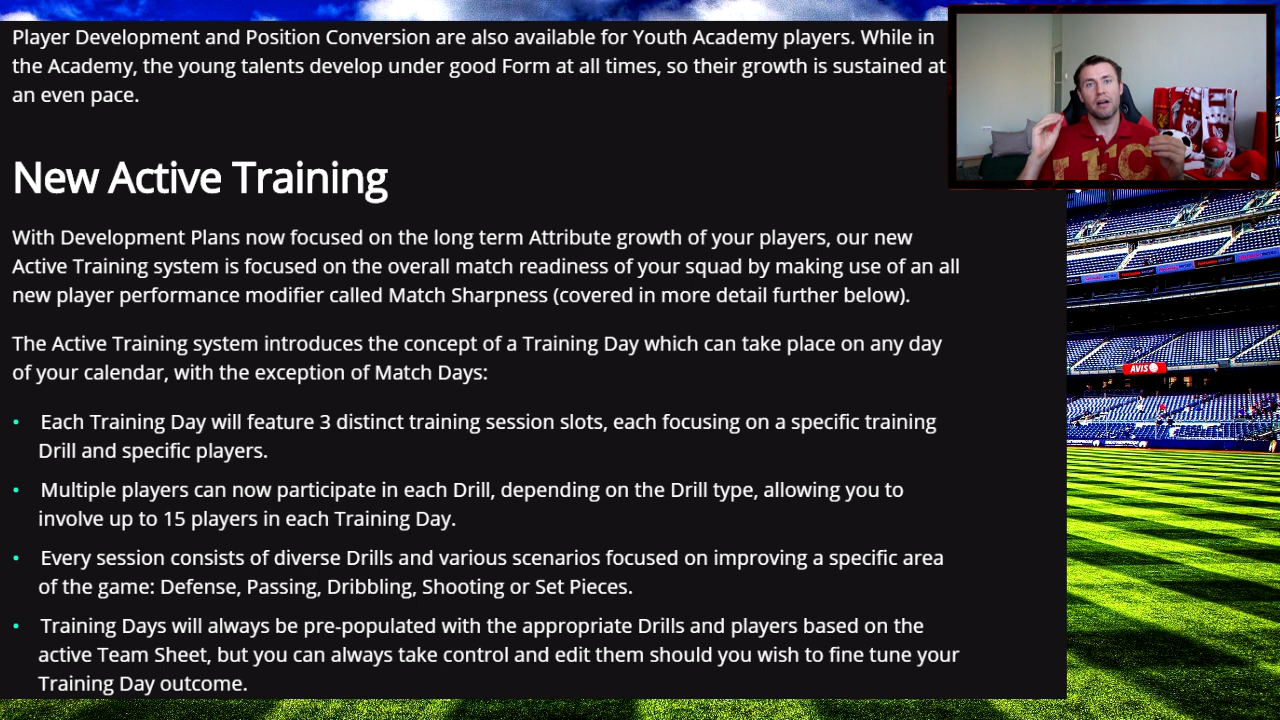 Player Development and Position Conversion are also available for Youth Academy players. While in
the Academy, the young talents develop under good Form at all times, so their growth is sustained at
an even pace.
New Active Training
With Development Plans now focused on the long term Attribute growth of your players, our new
Active Training system is focused on the overall match readiness of your squad by making use of an all
new player performance modifier called Match Sharpness (covered in more detail further below).
The Active Training system introduces the concept of a Training Day which can take place on any day
of your calendar, with the exception of Match Days:
• Each Training Day will feature 3 distinct training session slots, each focusing on a specific training
Drill and specific players.
• Multiple players can now participate in each Drill, depending on the Drill type, allowing you to
involve up to 15 players in each Training Day.
• Every session consists of diverse Drills and various scenarios focused on improving a specific area
of the game: Defense, Passing, Dribbling, Shooting or Set Pieces.
• Training Days will always be pre-populated with the appropriate Drills and players based on the
active Team Sheet, but you can always take control and edit them should you wish to fine tune your
Training Day outcome.
LFC
AVIS